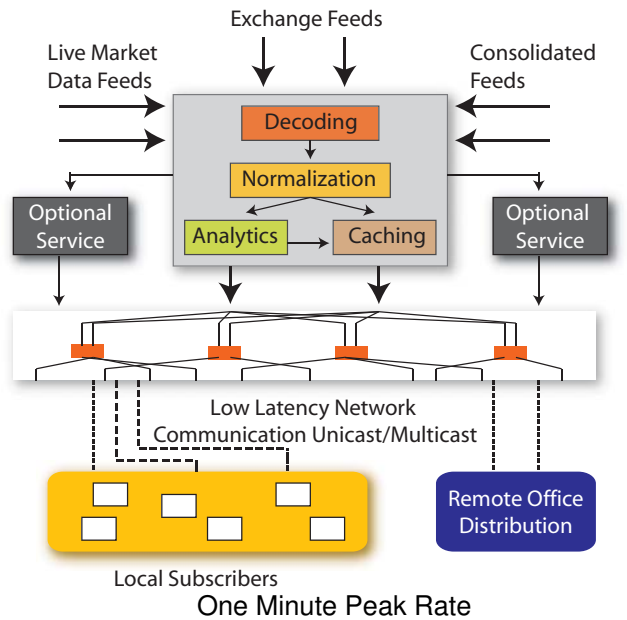 Exchange Feeds
Live Market
Data Feeds
Consolidated
Feeds
Decoding
Normalization
Analytics
Caching
Optional
Service
Optional
Service
Low Latency Network
Communication Unicast/Multicast
Remote Office
Distribution
Local Subscribers
One Minute Peak Rate